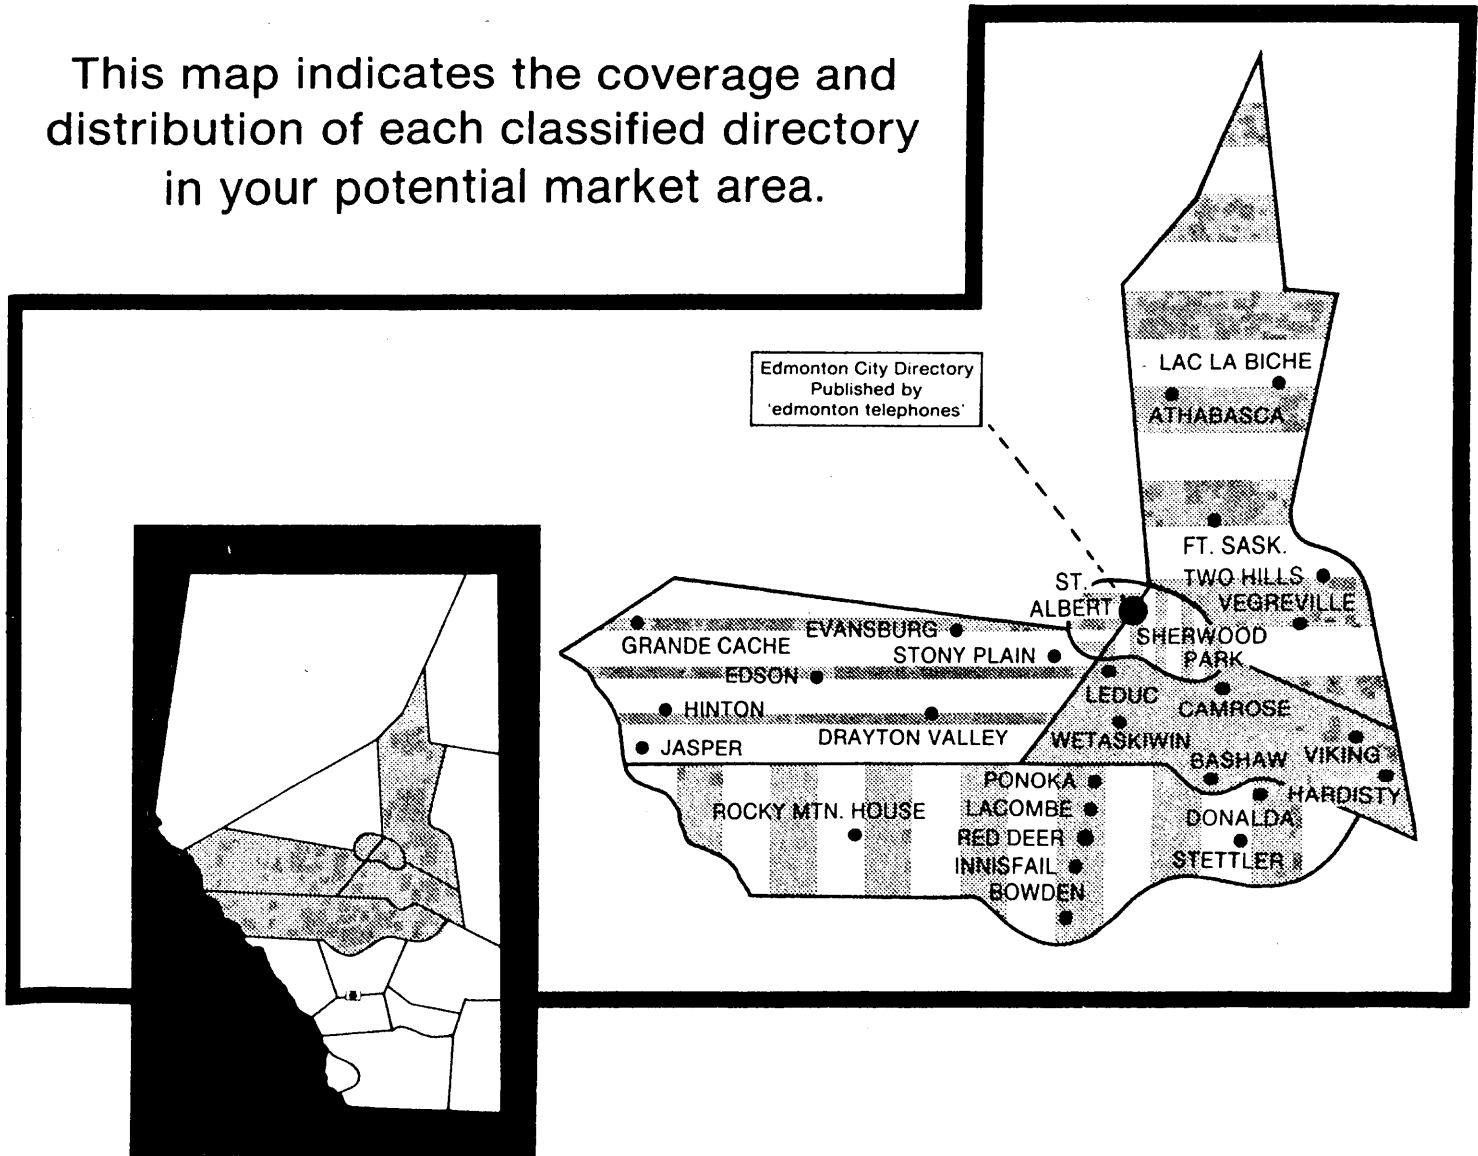 This map indicates the coverage and
distribution of each classified directory
in your potential market area.
Edmonton City Directory
Published by
'edmonton telephones'
LAC LA BICHE
ATHABASCA
FT. SASK.
TWO HILLS
VEGREVILLE
ST.
ALBERT
SHERWOOD
PARK
GRANDE CACHE
EVANSBURG
STONY PLAIN
EDSON
HINTON
DRAYTON VALLEY
JASPER
LEDUC
CAMROSE
WETASKIWIN
BASHAW
VIKING
HARDISTY
PONOKA
LACOMBE
ROCKY MTN. HOUSE
RED DEER
INNISFAIL
BOWDEN
DONALDA
STETTLER